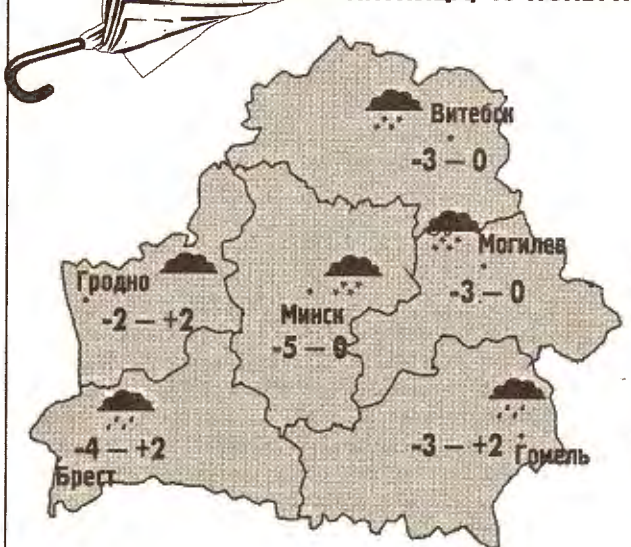 Витебск
-3 – 0
Могилев
-3 – 0
Гродно
-2 – +2
Минск
-5 – 0
-4 – +2
Брест
-3 – +2
Гомель